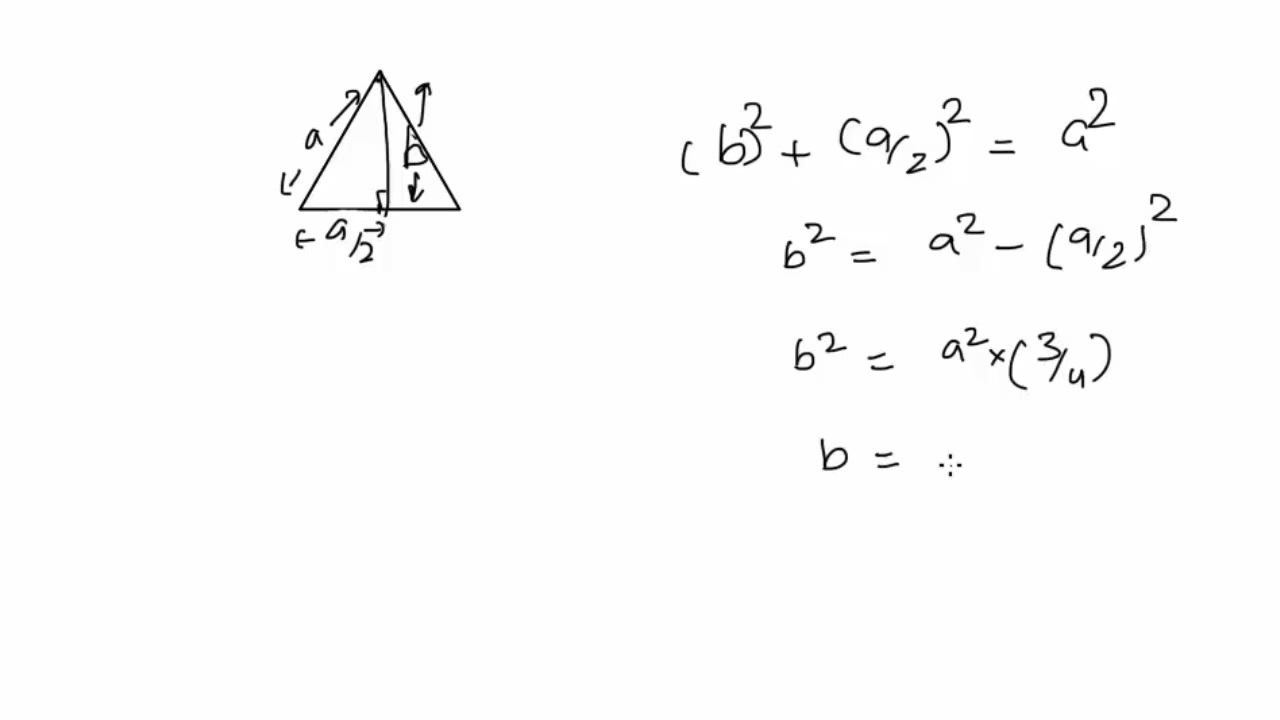 a
b
a/2
(b)² + (a/2)² = a²
b² = a² - (a/2)²
b² = a² × (3/4)
b =